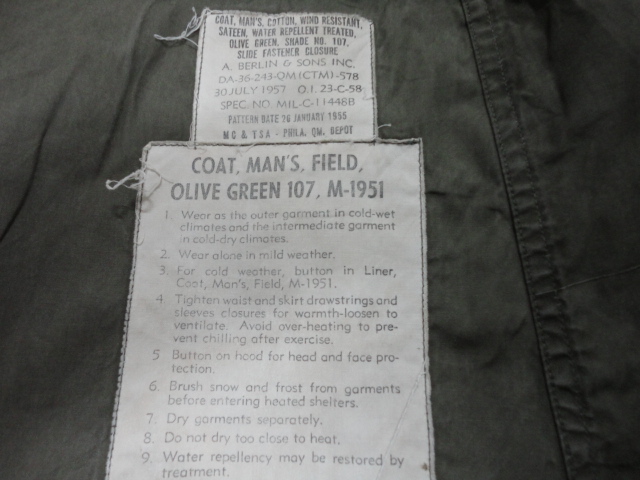 COAT, MAN'S, COTTON, WIND RESISTANT,
SATEEN, WATER REPELLENT TREATED,
OLIVE GREEN, SHADE NO. 107,
SLIDE FASTENER CLOSURE
A. BERLIN & SONS INC.
DA-36-243-QM(CTM)-578
30 JULY 1957 O.I. 23-C-58
SPEC. NO. MIL-C-11448B
PATTERN DATE 26 JANUARY 1955
MC & TSA - PHILA. QM. DEPOT
COAT, MAN'S, FIELD,
OLIVE GREEN 107, M-1951
1. Wear as the outer garment in cold-wet
climates and the intermediate garment
in cold-dry climates.
2. Wear alone in mild weather.
3. For cold weather, button in Liner,
Coat, Man's, Field, M-1951.
4. Tighten waist and skirt drawstrings and
sleeves closures for warmth-loosen to
ventilate. Avoid over-heating to pre-
vent chilling after exercise.
5 Button on hood for head and face pro-
tection.
6. Brush snow and frost from garments
before entering heated shelters.
7. Dry garments separately.
8. Do not dry too close to heat.
9. Water repellency may be restored by
treatment.